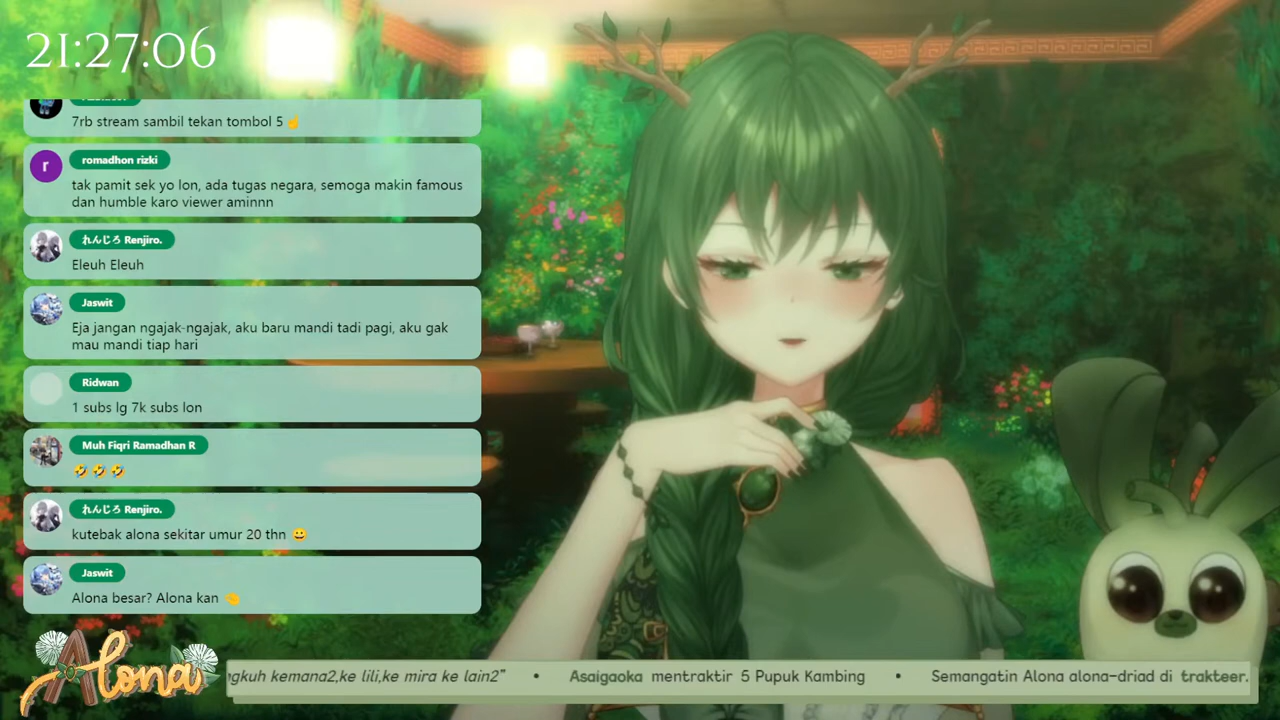 21:27:06
7rb stream sambil tekan tombol 5☝
romadhon rizki
r
tak pamit sek yo lon, ada tugas negara, semoga makin famous
dan humble karo viewer aminnn
れんじろ Renjiro.
Eleuh Eleuh
Jaswit
Eja jangan ngajak-ngajak, aku baru mandi tadi pagi, aku gak
mau mandi tiap hari
Ridwan
1 subs lg 7k subs lon
Muh Fiqri Ramadhan R
🤣🤣🤣
れんじろ Renjiro.
kutebak alona sekitar umur 20 thn 😀
Jaswit
Alona besar? Alona kan 🤏
Alona
gkuh kemana2,ke lili,ke mira ke lain2" • Asaigaoka mentraktir 5 Pupuk Kambing • Semangatin Alona alona-driad di trakteer.